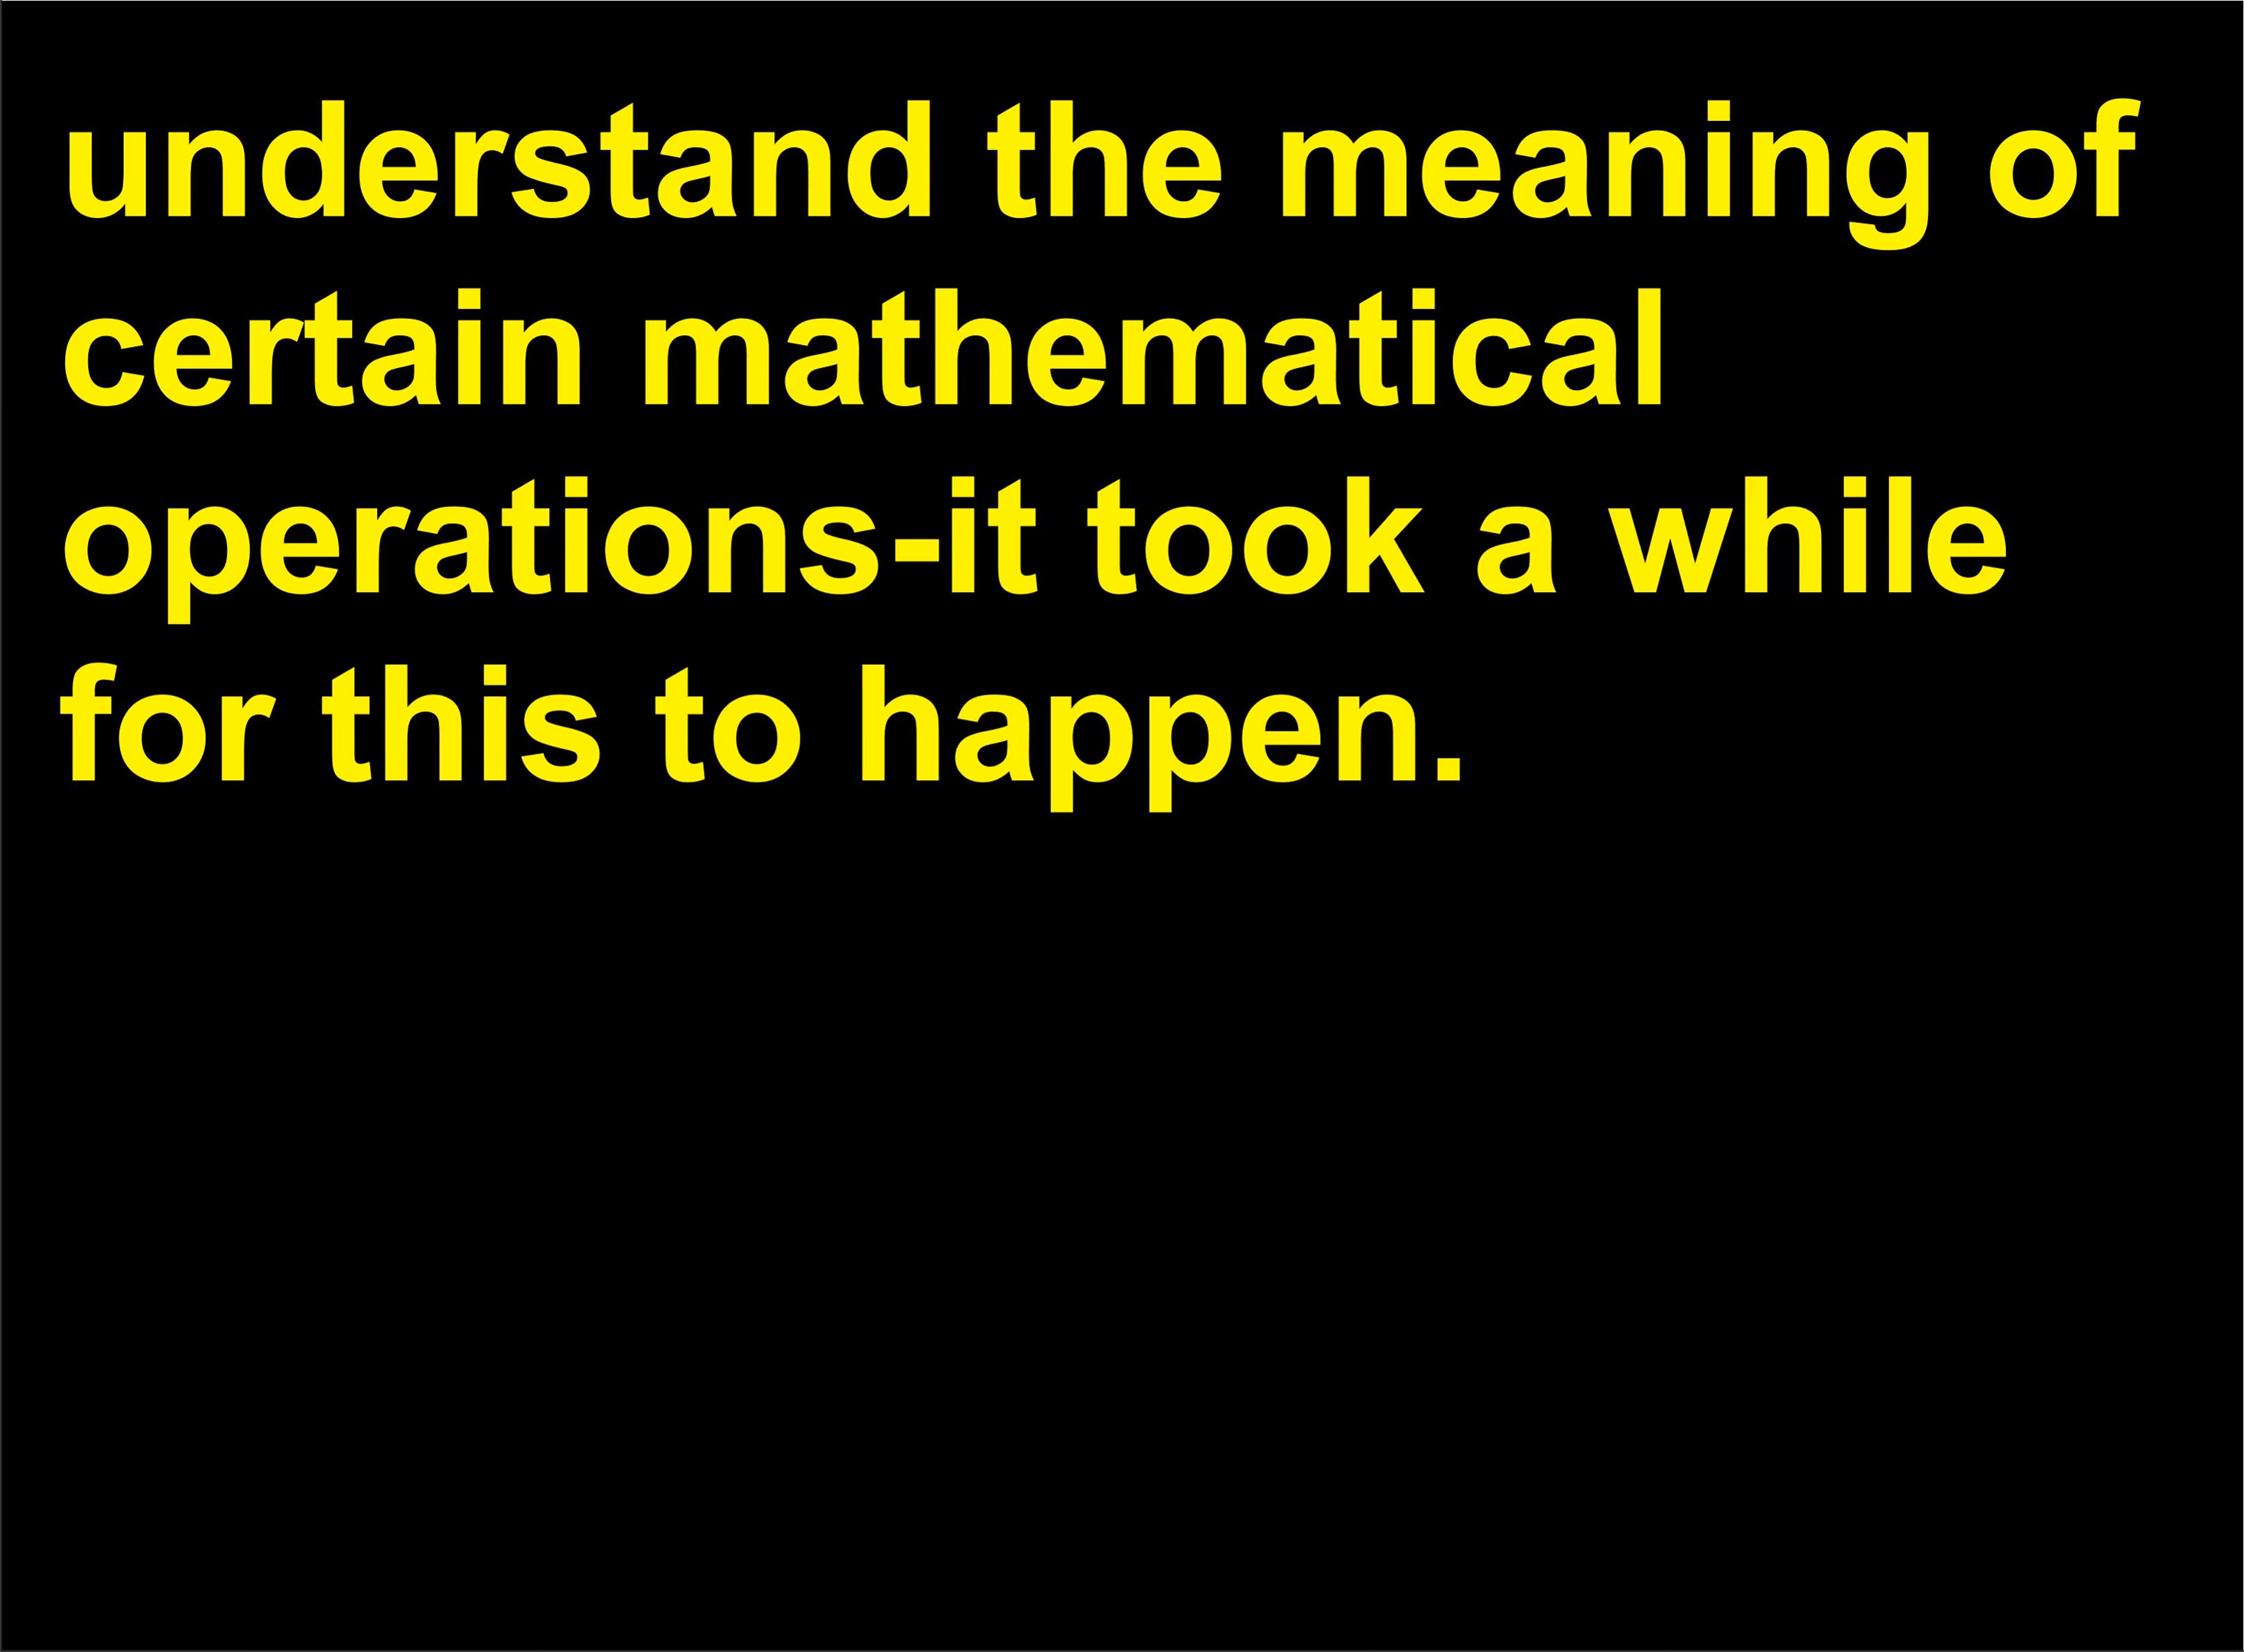 understand the meaning of
certain mathematical
operations-it took a while
for this to happen.